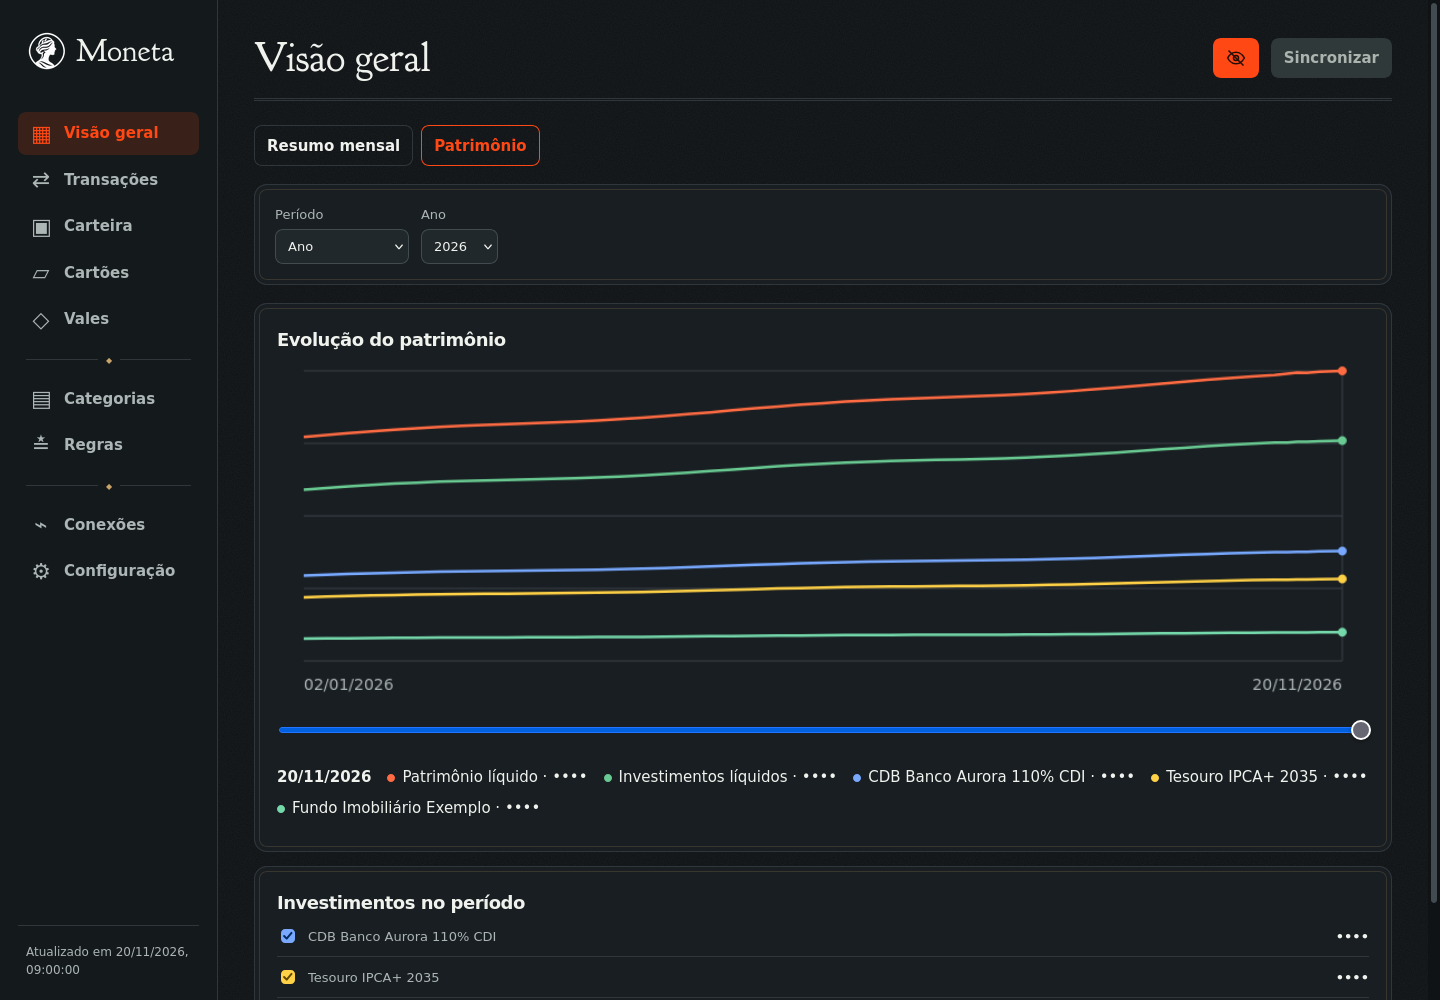 Moneta
Visão geral
Transações
Carteira
Cartões
Vales
Categorias
Regras
Conexões
Configuração
Atualizado em 20/11/2026,
09:00:00
Visão geral
Sincronizar
Resumo mensal
Patrimônio
Período
Ano
Ano
2026
Evolução do patrimônio
02/01/2026
20/11/2026
20/11/2026 Patrimônio líquido · •••• Investimentos líquidos · •••• CDB Banco Aurora 110% CDI · •••• Tesouro IPCA+ 2035 · ••••
Fundo Imobiliário Exemplo · ••••
Investimentos no período
CDB Banco Aurora 110% CDI ••••
Tesouro IPCA+ 2035 ••••